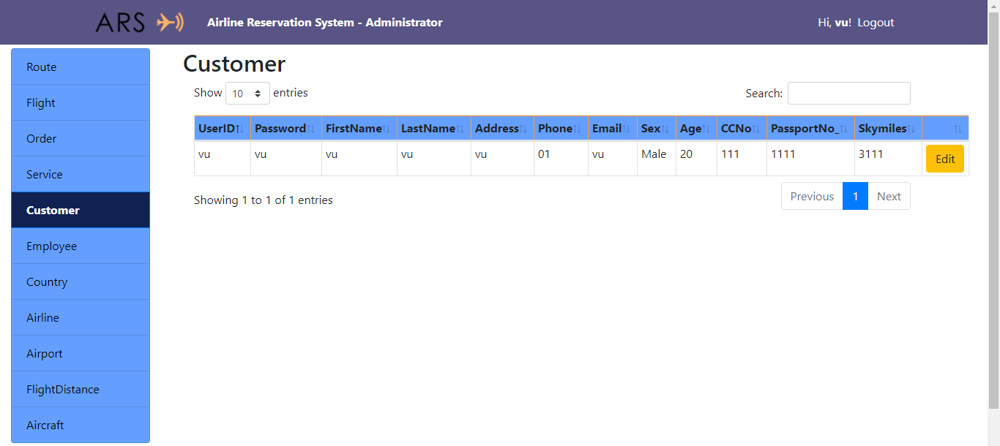 ARS Airline Reservation System - Administrator Hi, vu! Logout
Route
Flight
Order
Service
Customer
Employee
Country
Airline
Airport
FlightDistance
Aircraft
Customer
Show 10 entries Search:
UserID Password FirstName LastName Address Phone Email Sex Age CCNo PassportNo_ Skymiles
vu vu vu vu vu 01 vu Male 20 111 1111 3111 Edit
Showing 1 to 1 of 1 entries Previous 1 Next